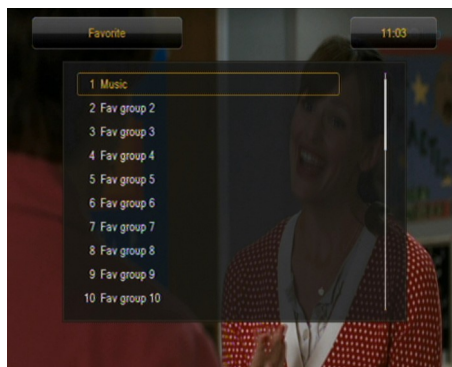 Favorite
11:03
1 Music
2 Fav group 2
3 Fav group 3
4 Fav group 4
5 Fav group 5
6 Fav group 6
7 Fav group 7
8 Fav group 8
9 Fav group 9
10 Fav group 10